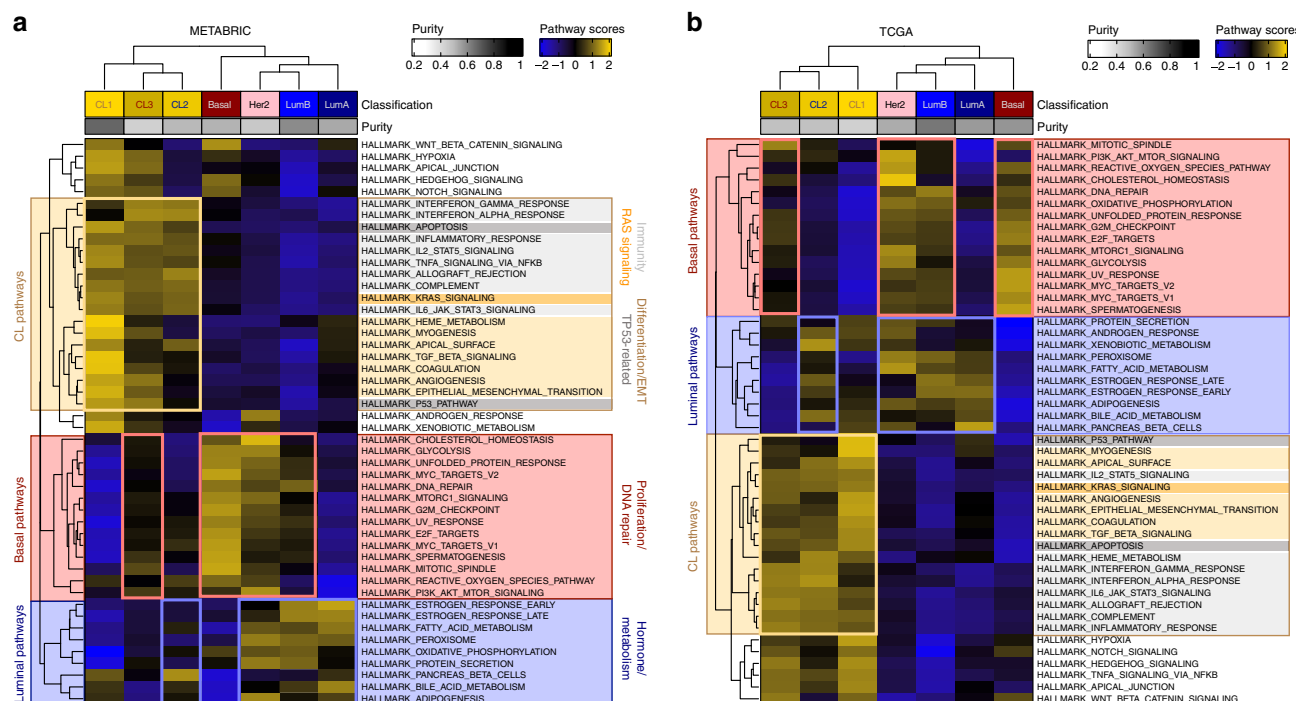 a
METABRIC
Purity
0.2 0.4 0.6 0.8 1
Pathway scores
−2 −1 0 1 2
CL1 CL3 CL2 Basal Her2 LumB LumA Classification
Purity
HALLMARK_WNT_BETA_CATENIN_SIGNALING
HALLMARK_HYPOXIA
HALLMARK_APICAL_JUNCTION
HALLMARK_HEDGEHOG_SIGNALING
HALLMARK_NOTCH_SIGNALING
HALLMARK_INTERFERON_GAMMA_RESPONSE
HALLMARK_INTERFERON_ALPHA_RESPONSE
HALLMARK_APOPTOSIS
HALLMARK_INFLAMMATORY_RESPONSE
HALLMARK_IL2_STAT5_SIGNALING
HALLMARK_TNFA_SIGNALING_VIA_NFKB
HALLMARK_ALLOGRAFT_REJECTION
HALLMARK_COMPLEMENT
HALLMARK_KRAS_SIGNALING
HALLMARK_IL6_JAK_STAT3_SIGNALING
HALLMARK_HEME_METABOLISM
HALLMARK_MYOGENESIS
HALLMARK_APICAL_SURFACE
HALLMARK_TGF_BETA_SIGNALING
HALLMARK_COAGULATION
HALLMARK_ANGIOGENESIS
HALLMARK_EPITHELIAL_MESENCHYMAL_TRANSITION
HALLMARK_P53_PATHWAY
HALLMARK_ANDROGEN_RESPONSE
HALLMARK_XENOBIOTIC_METABOLISM
HALLMARK_CHOLESTEROL_HOMEOSTASIS
HALLMARK_GLYCOLYSIS
HALLMARK_UNFOLDED_PROTEIN_RESPONSE
HALLMARK_MYC_TARGETS_V2
HALLMARK_DNA_REPAIR
HALLMARK_MTORC1_SIGNALING
HALLMARK_G2M_CHECKPOINT
HALLMARK_UV_RESPONSE
HALLMARK_E2F_TARGETS
HALLMARK_MYC_TARGETS_V1
HALLMARK_SPERMATOGENESIS
HALLMARK_MITOTIC_SPINDLE
HALLMARK_REACTIVE_OXYGEN_SPECIES_PATHWAY
HALLMARK_PI3K_AKT_MTOR_SIGNALING
HALLMARK_ESTROGEN_RESPONSE_EARLY
HALLMARK_ESTROGEN_RESPONSE_LATE
HALLMARK_FATTY_ACID_METABOLISM
HALLMARK_PEROXISOME
HALLMARK_OXIDATIVE_PHOSPHORYLATION
HALLMARK_PROTEIN_SECRETION
HALLMARK_PANCREAS_BETA_CELLS
HALLMARK_BILE_ACID_METABOLISM
HALLMARK_ADIPOGENESIS
CL pathways
Basal pathways
Luminal pathways
Immunity
RAS signaling
Differentiation/EMT
TP53-related
Proliferation/
DNA repair
Hormone/
metabolism
b
TCGA
Purity
0.2 0.4 0.6 0.8 1
Pathway scores
−2 −1 0 1 2
CL3 CL2 CL1 Her2 LumB LumA Basal Classification
Purity
HALLMARK_MITOTIC_SPINDLE
HALLMARK_PI3K_AKT_MTOR_SIGNALING
HALLMARK_REACTIVE_OXYGEN_SPECIES_PATHWAY
HALLMARK_CHOLESTEROL_HOMEOSTASIS
HALLMARK_DNA_REPAIR
HALLMARK_OXIDATIVE_PHOSPHORYLATION
HALLMARK_UNFOLDED_PROTEIN_RESPONSE
HALLMARK_G2M_CHECKPOINT
HALLMARK_E2F_TARGETS
HALLMARK_MTORC1_SIGNALING
HALLMARK_GLYCOLYSIS
HALLMARK_UV_RESPONSE
HALLMARK_MYC_TARGETS_V2
HALLMARK_MYC_TARGETS_V1
HALLMARK_SPERMATOGENESIS
HALLMARK_PROTEIN_SECRETION
HALLMARK_ANDROGEN_RESPONSE
HALLMARK_XENOBIOTIC_METABOLISM
HALLMARK_PEROXISOME
HALLMARK_FATTY_ACID_METABOLISM
HALLMARK_ESTROGEN_RESPONSE_LATE
HALLMARK_ESTROGEN_RESPONSE_EARLY
HALLMARK_ADIPOGENESIS
HALLMARK_BILE_ACID_METABOLISM
HALLMARK_PANCREAS_BETA_CELLS
HALLMARK_P53_PATHWAY
HALLMARK_MYOGENESIS
HALLMARK_APICAL_SURFACE
HALLMARK_IL2_STAT5_SIGNALING
HALLMARK_KRAS_SIGNALING
HALLMARK_ANGIOGENESIS
HALLMARK_EPITHELIAL_MESENCHYMAL_TRANSITION
HALLMARK_COAGULATION
HALLMARK_TGF_BETA_SIGNALING
HALLMARK_APOPTOSIS
HALLMARK_HEME_METABOLISM
HALLMARK_INTERFERON_GAMMA_RESPONSE
HALLMARK_INTERFERON_ALPHA_RESPONSE
HALLMARK_IL6_JAK_STAT3_SIGNALING
HALLMARK_ALLOGRAFT_REJECTION
HALLMARK_COMPLEMENT
HALLMARK_INFLAMMATORY_RESPONSE
HALLMARK_HYPOXIA
HALLMARK_NOTCH_SIGNALING
HALLMARK_HEDGEHOG_SIGNALING
HALLMARK_TNFA_SIGNALING_VIA_NFKB
HALLMARK_APICAL_JUNCTION
HALLMARK_WNT_BETA_CATENIN_SIGNALING
Basal pathways
Luminal pathways
CL pathways